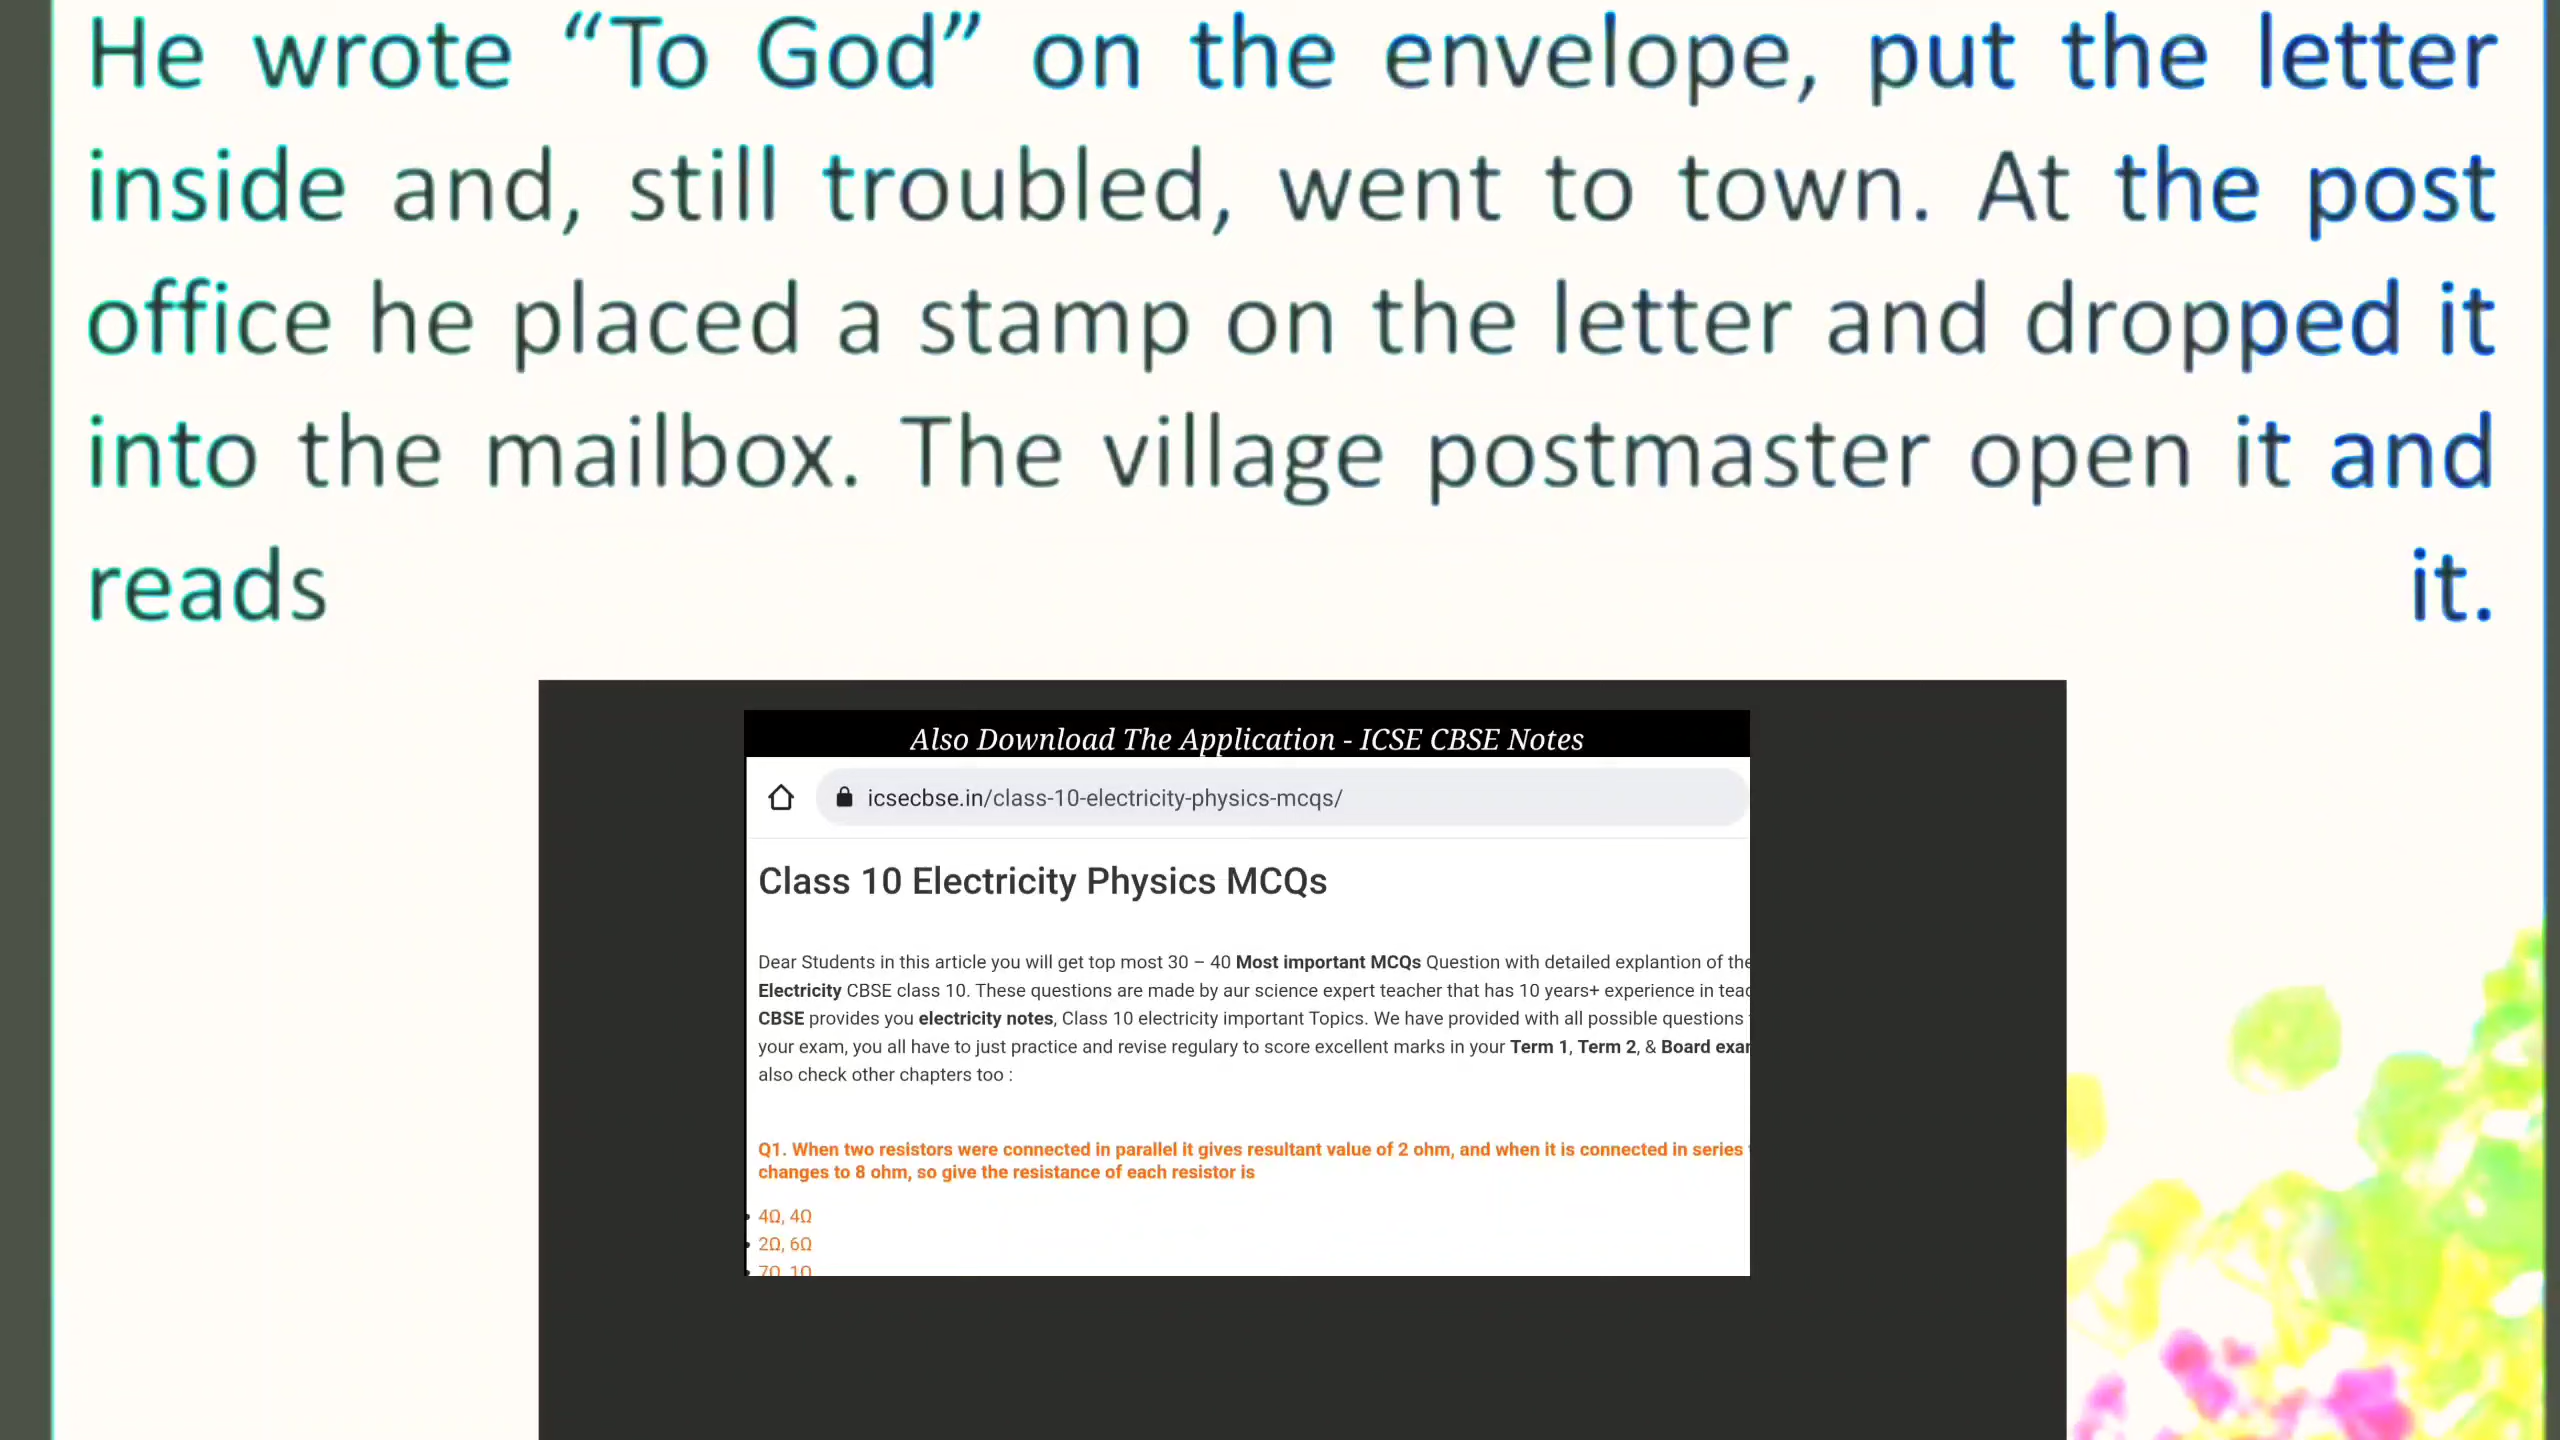 He wrote “To God” on the envelope, put the letter
inside and, still troubled, went to town. At the post
office he placed a stamp on the letter and dropped it
into the mailbox. The village postmaster open it and
reads it.
Also Download The Application - ICSE CBSE Notes
icsecbse.in/class-10-electricity-physics-mcqs/
Class 10 Electricity Physics MCQs
Dear Students in this article you will get top most 30 – 40 Most important MCQs Question with detailed explantion of the
Electricity CBSE class 10. These questions are made by aur science expert teacher that has 10 years+ experience in teac
CBSE provides you electricity notes, Class 10 electricity important Topics. We have provided with all possible questions
your exam, you all have to just practice and revise regulary to score excellent marks in your Term 1, Term 2, & Board exam
also check other chapters too :
Q1. When two resistors were connected in parallel it gives resultant value of 2 ohm, and when it is connected in series
changes to 8 ohm, so give the resistance of each resistor is
4Ω, 4Ω
2Ω, 6Ω
7Ω, 1Ω